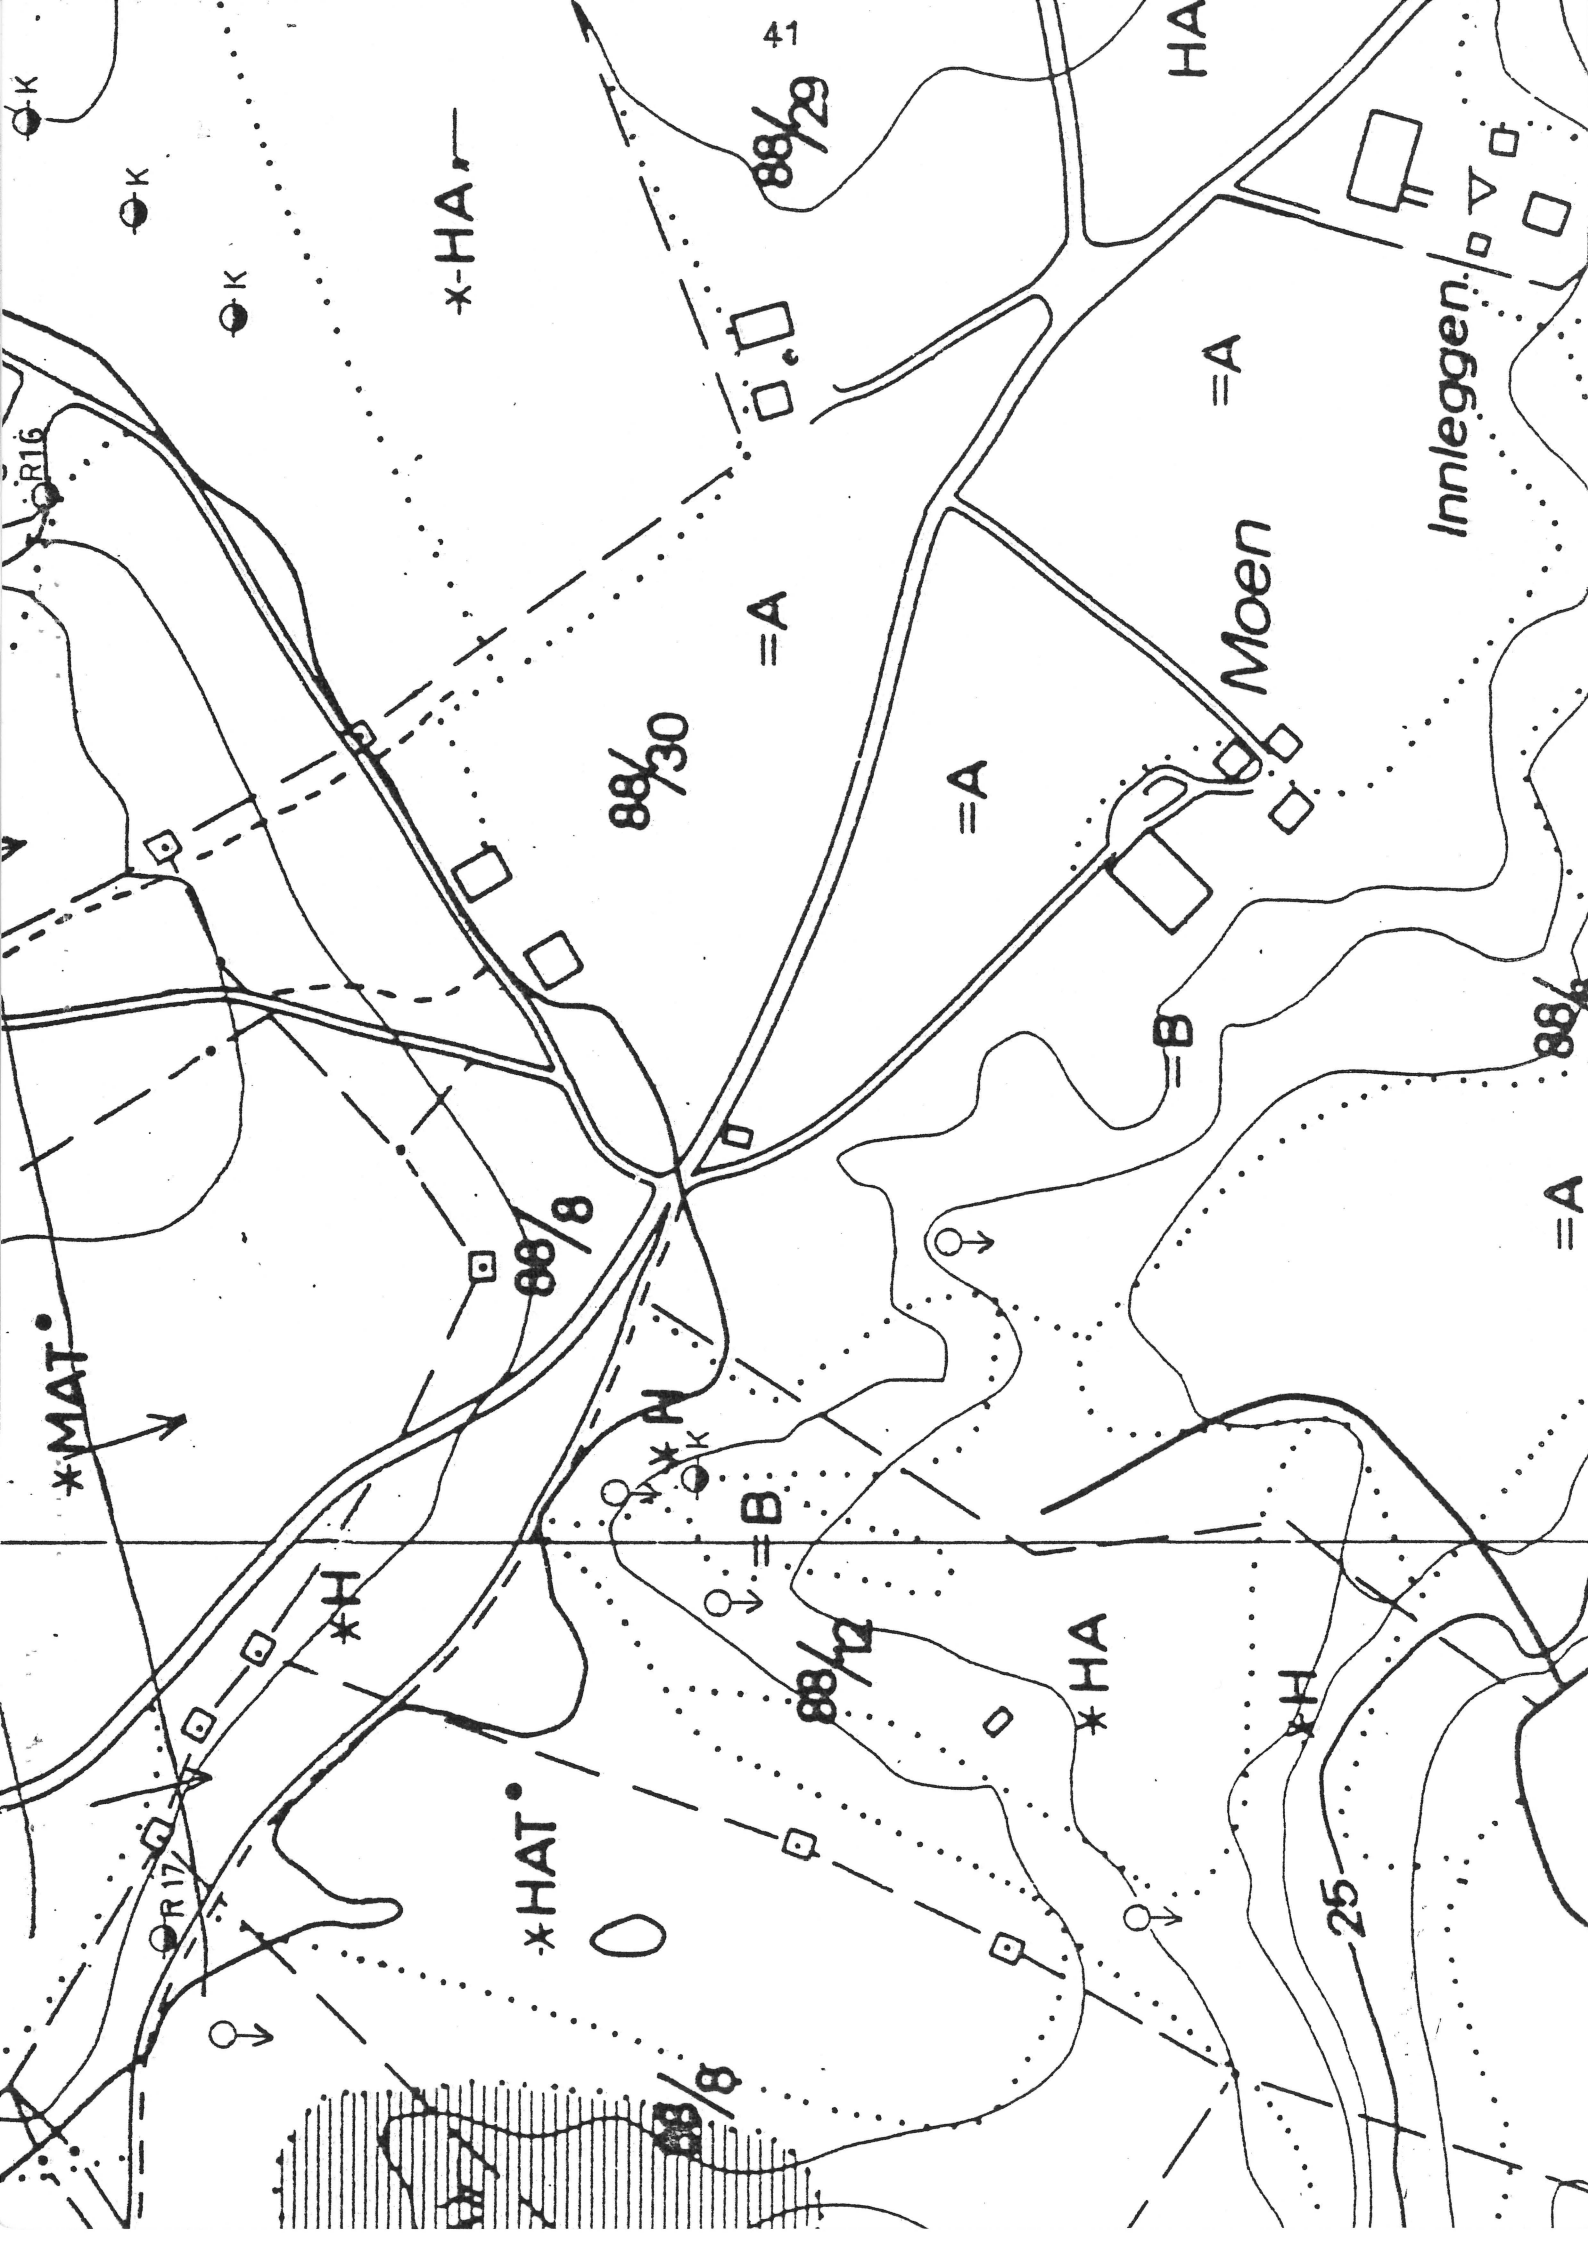 41
HA
K
88/29
K
*-HA
K
R16
=A
Innleggen
=A
Moen
88/30
=A
=B
88/
88/8
=A
*MAT
K
=B
*H
88/12
*HA
*H
*HAT
R17
25
88/8